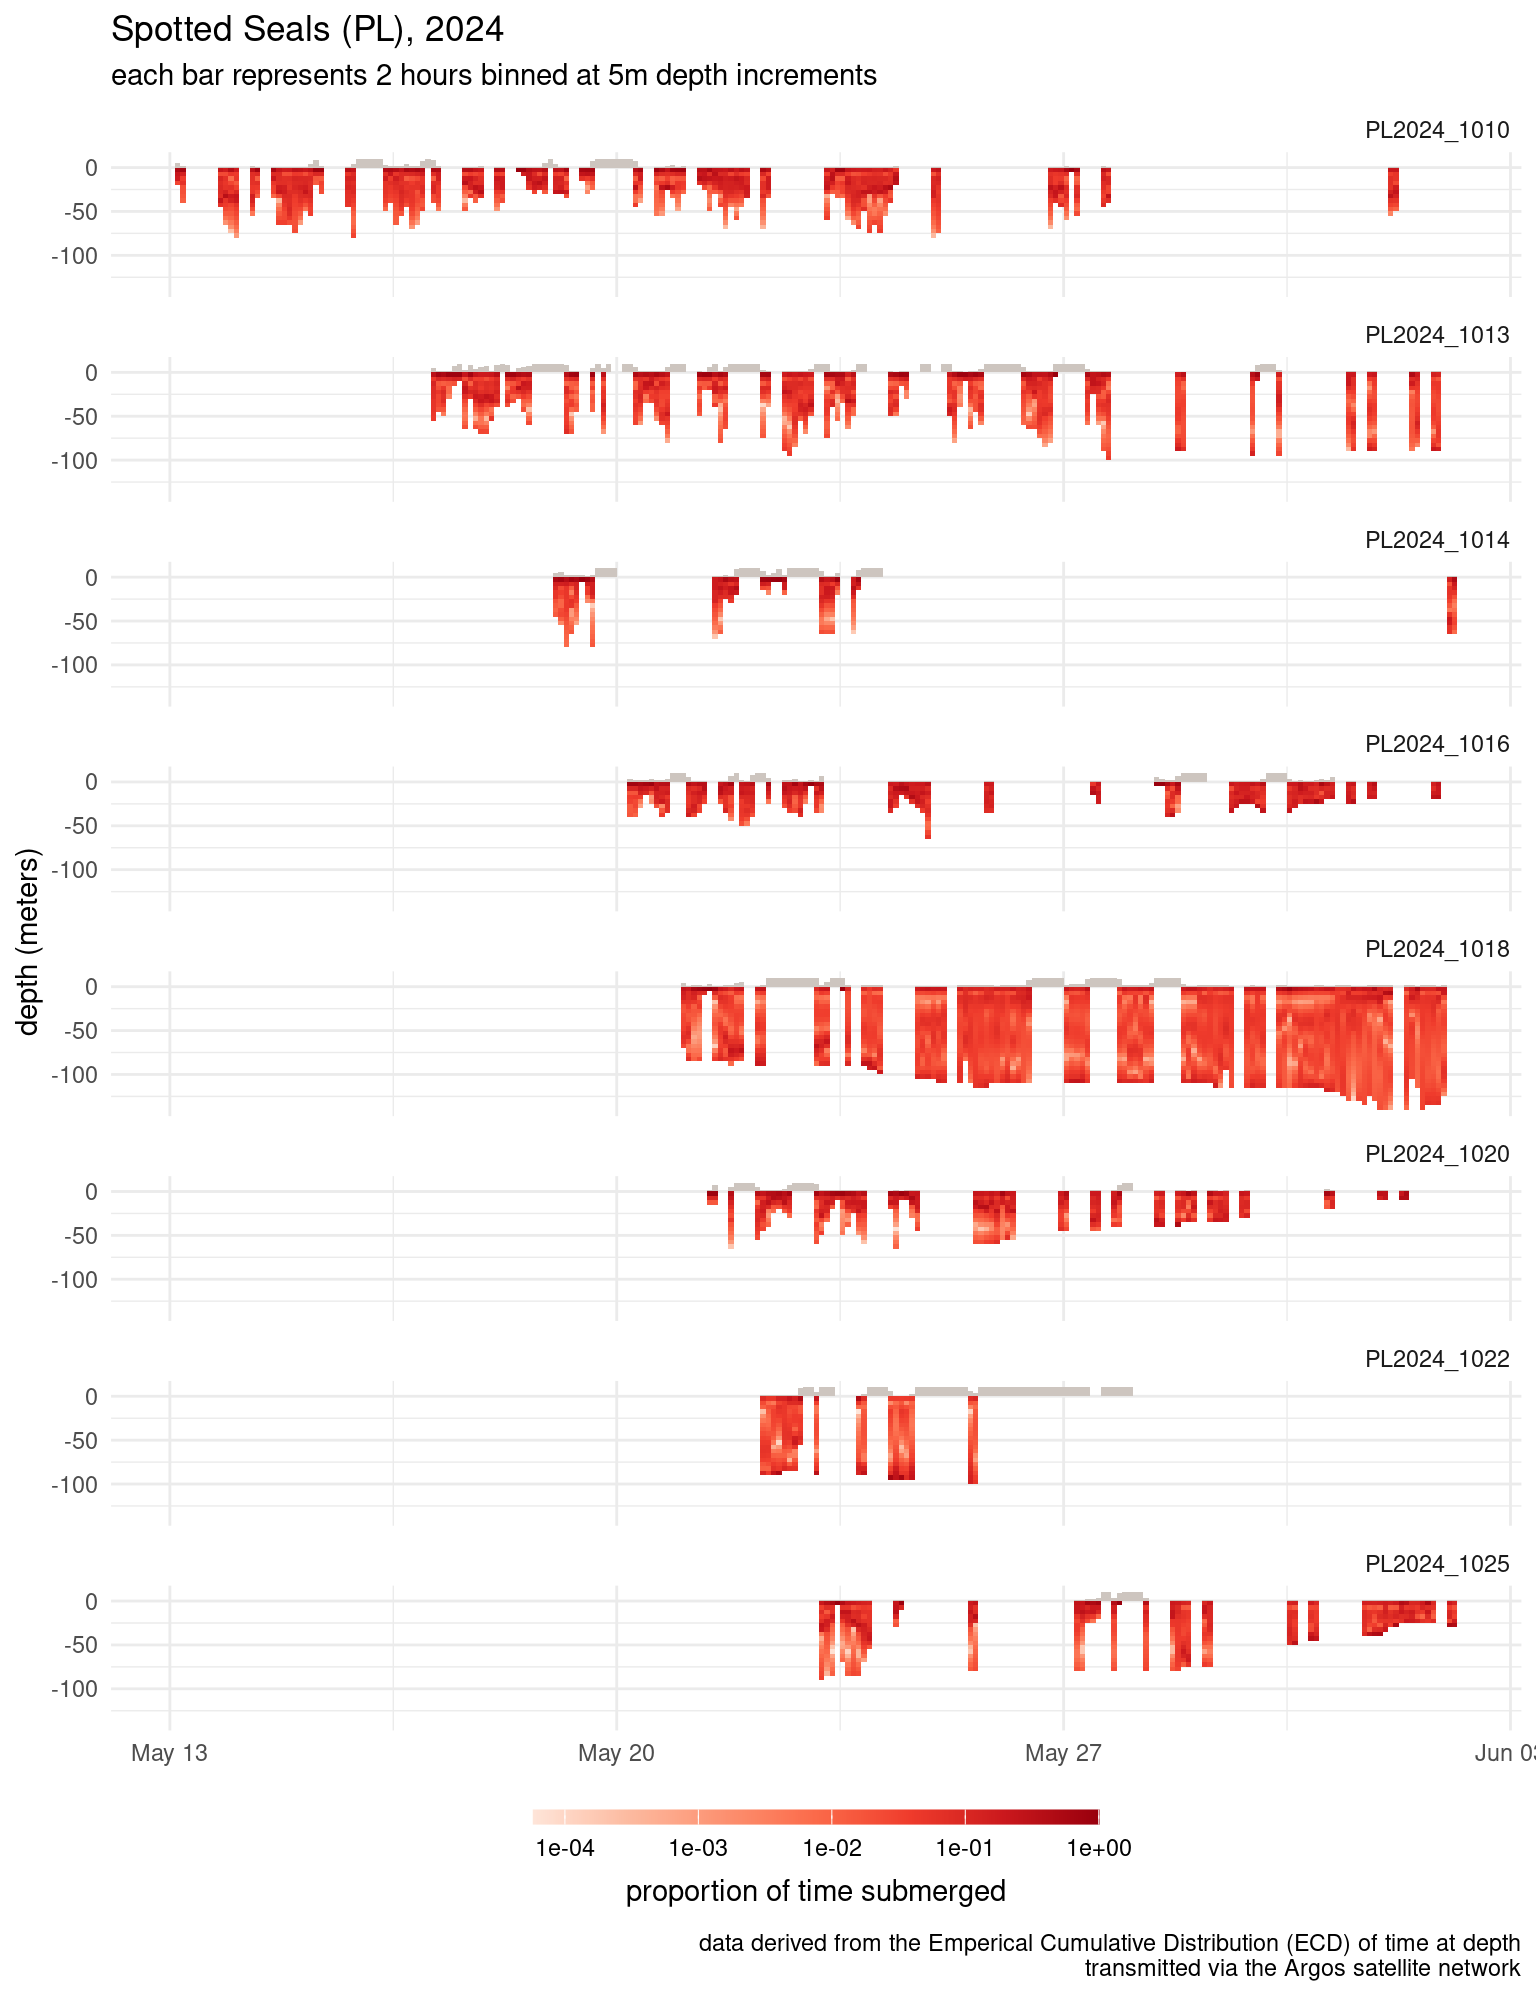 Spotted Seals (PL), 2024
each bar represents 2 hours binned at 5m depth increments
PL2024_1010
0
-50
-100
PL2024_1013
0
-50
-100
PL2024_1014
0
-50
-100
PL2024_1016
0
-50
-100
depth (meters)
PL2024_1018
0
-50
-100
PL2024_1020
0
-50
-100
PL2024_1022
0
-50
-100
PL2024_1025
0
-50
-100
May 13 May 20 May 27 Jun 03
1e-04 1e-03 1e-02 1e-01 1e+00
proportion of time submerged
data derived from the Emperical Cumulative Distribution (ECD) of time at depth
transmitted via the Argos satellite network